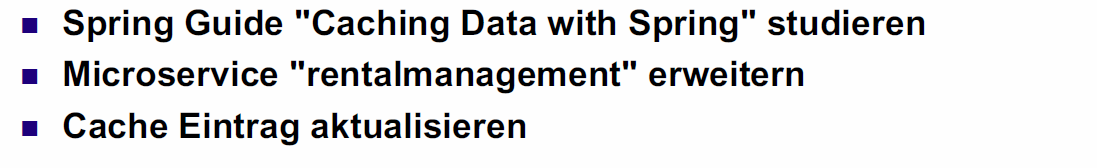 Spring Guide "Caching Data with Spring" studieren
Microservice "rentalmanagement" erweitern
Cache Eintrag aktualisieren